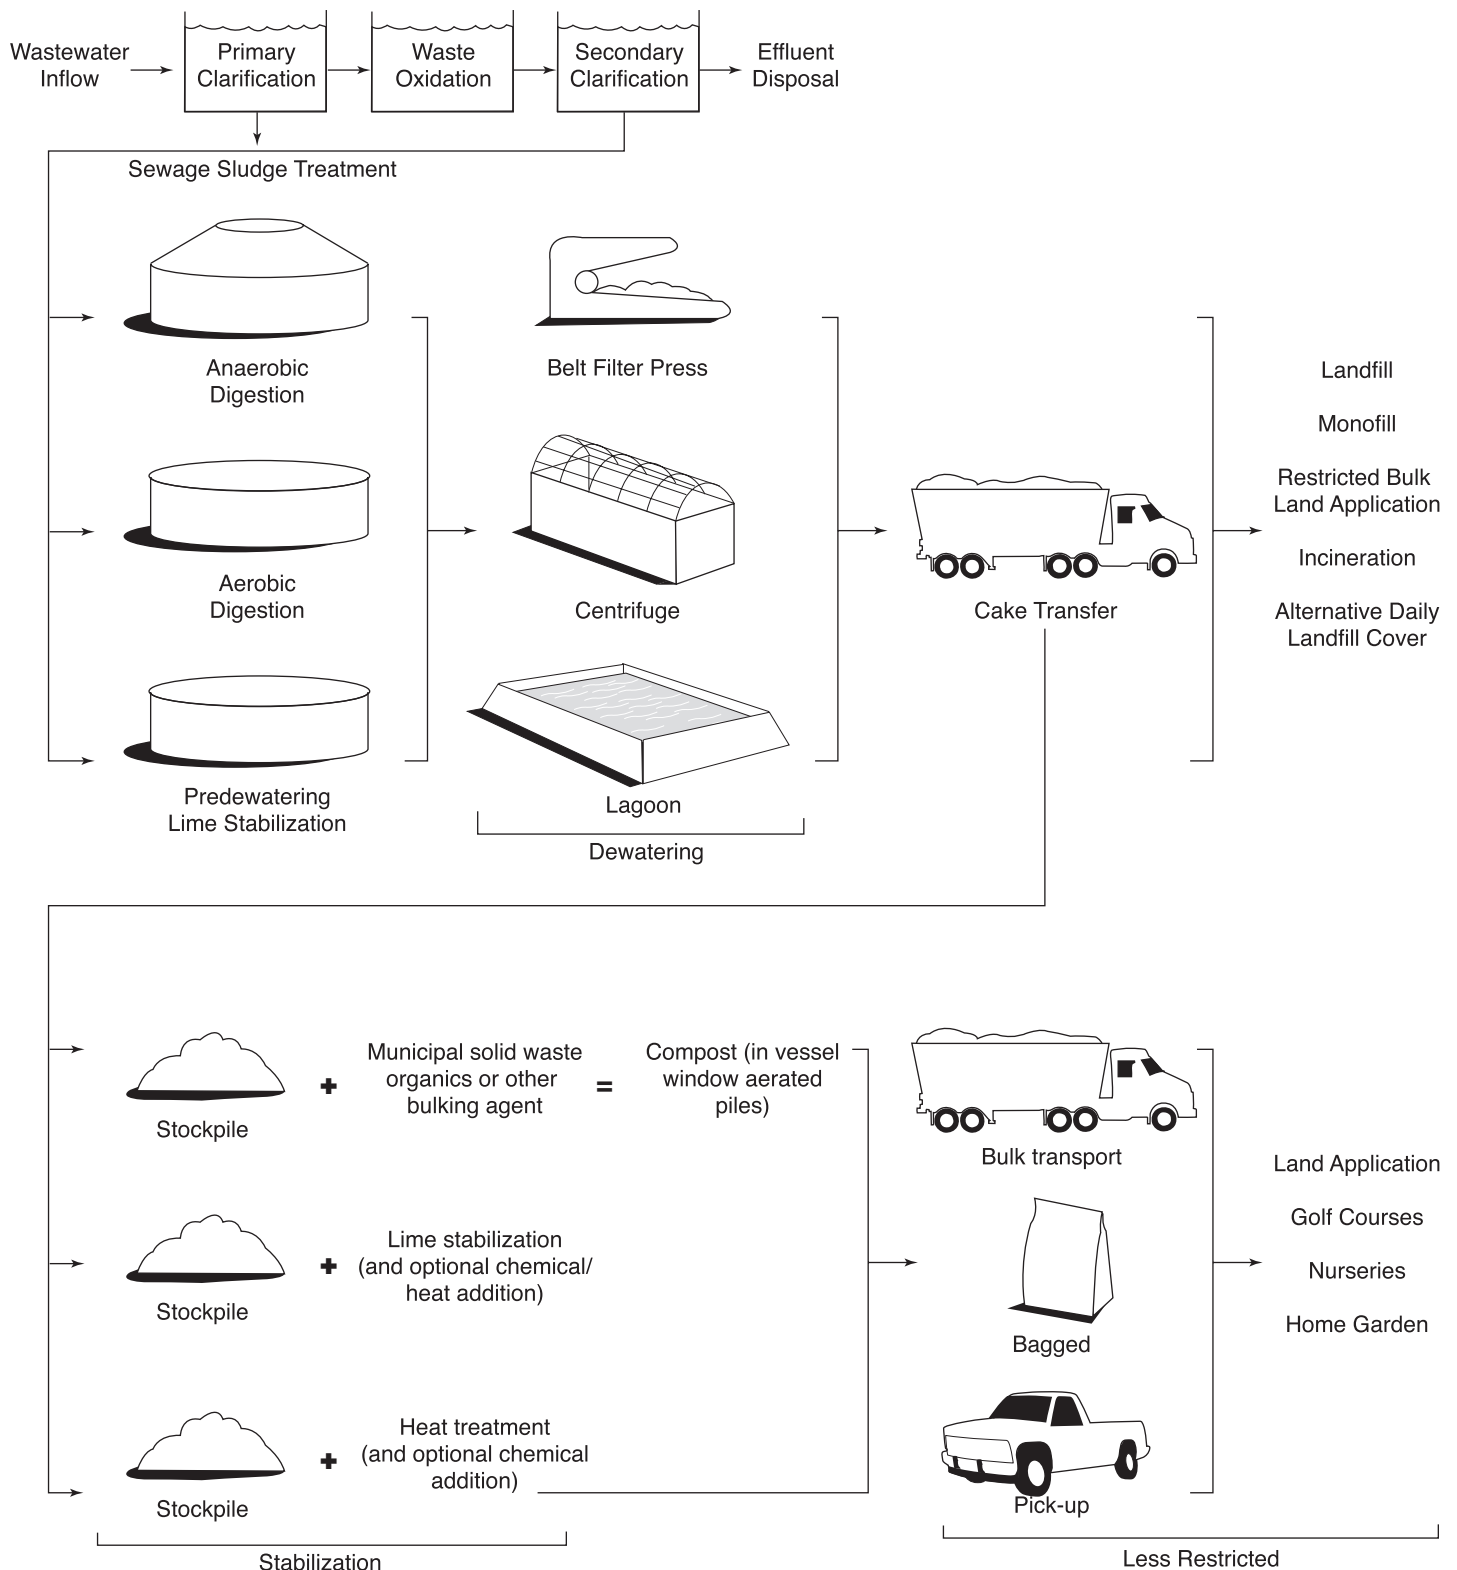 Wastewater
Inflow
Primary
Clarification
Waste
Oxidation
Secondary
Clarification
Effluent
Disposal
Sewage Sludge Treatment
Anaerobic
Digestion
Belt Filter Press
Landfill
Monofill
Restricted Bulk
Land Application
Incineration
Alternative Daily
Landfill Cover
Aerobic
Digestion
Centrifuge
Cake Transfer
Predewatering
Lime Stabilization
Lagoon
Dewatering
Stockpile
+
Municipal solid waste
organics or other
bulking agent
=
Compost (in vessel
window aerated
piles)
Bulk transport
Stockpile
+
Lime stabilization
(and optional chemical/
heat addition)
Bagged
Land Application
Golf Courses
Nurseries
Home Garden
Stockpile
+
Heat treatment
(and optional chemical
addition)
Pick-up
Stabilization
Less Restricted